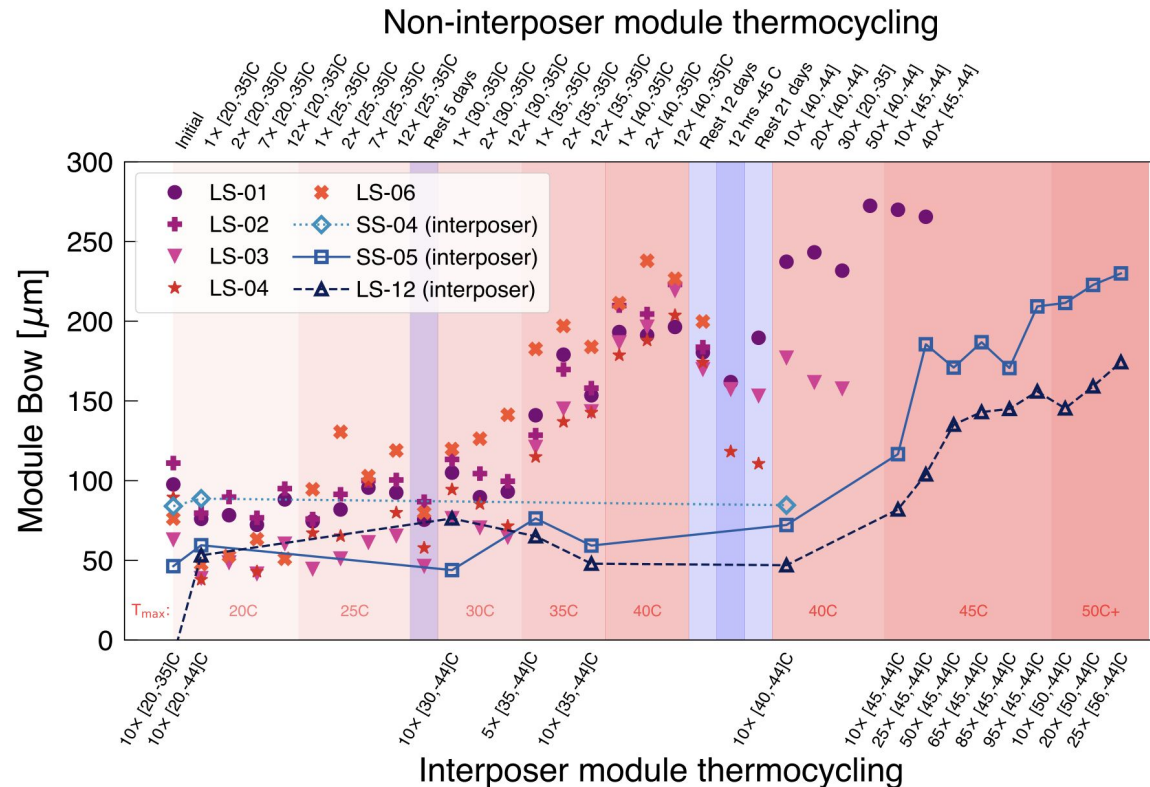 Non-interposer module thermocycling
Initial
1× [20,-35]C
2× [20,-35]C
7× [20,-35]C
12× [20,-35]C
1× [25,-35]C
2× [25,-35]C
7× [25,-35]C
12× [25,-35]C
Rest 5 days
1× [30,-35]C
2× [30,-35]C
12× [30,-35]C
1× [35,-35]C
2× [35,-35]C
12× [35,-35]C
1× [40,-35]C
2× [40,-35]C
12× [40,-35]C
Rest 12 days
12 hrs -45 C
Rest 21 days
10× [40,-44]
20× [40,-44]
30× [20,-35]
50× [40,-44]
10× [45,-44]
40× [45,-44]
Module Bow [μm]
300
250
200
150
100
50
0
LS-01
LS-02
LS-03
LS-04
LS-06
SS-04 (interposer)
SS-05 (interposer)
LS-12 (interposer)
Tmax: 20C 25C 30C 35C 40C 40C 45C 50C+
10× [20,-35]C
10× [20,-44]C
10× [30,-44]C
5× [35,-44]C
10× [35,-44]C
10× [40,-44]C
10× [45,-44]C
25× [45,-44]C
50× [45,-44]C
65× [45,-44]C
85× [45,-44]C
95× [45,-44]C
10× [50,-44]C
20× [50,-44]C
25× [56,-44]C
Interposer module thermocycling